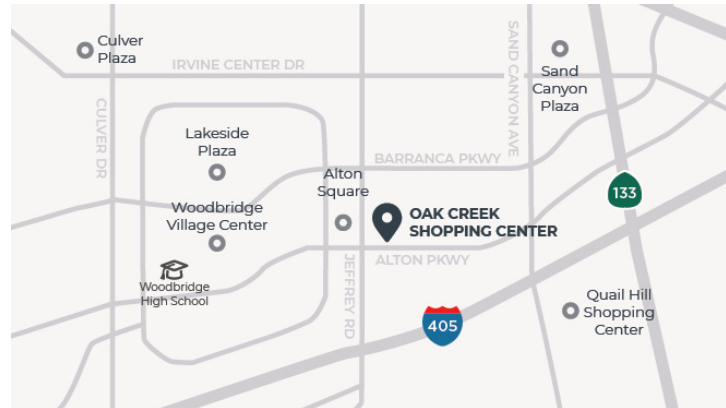 Culver
Plaza
IRVINE CENTER DR
SAND CANYON AVE
Sand
Canyon
Plaza
CULVER DR
Lakeside
Plaza
BARRANCA PKWY
Alton
Square
133
Woodbridge
Village Center
OAK CREEK
SHOPPING CENTER
JEFFREY RD
ALTON PKWY
Woodbridge
High School
405
Quail Hill
Shopping
Center